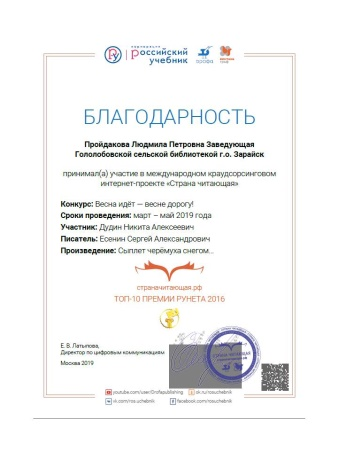 корпорация
российский
учебник
дрофа
БЛАГОДАРНОСТЬ
Пройдакова Людмила Петровна Заведующая
Гололобовской сельской библиотекой г.о. Зарайск
принимал(а) участие в международном краудсорсинговом
интернет-проекте «Страна читающая»
Конкурс: Весна идёт — весне дорогу!
Сроки проведения: март – май 2019 года
Участник: Дудин Никита Алексеевич
Писатель: Есенин Сергей Александрович
Произведение: Сыплет черёмуха снегом...
страначитающая.рф
ТОП-10 ПРЕМИИ РУНЕТА 2016
Е. В. Латыпова,
Директор по цифровым коммуникациям
Москва 2019
СТРАНА ЧИТАЮЩАЯ
youtube.com/user/Drofapublishing
ok.ru/rosuchebnik
vk.com/ros.uchebnik
facebook.com/rosuchebnik